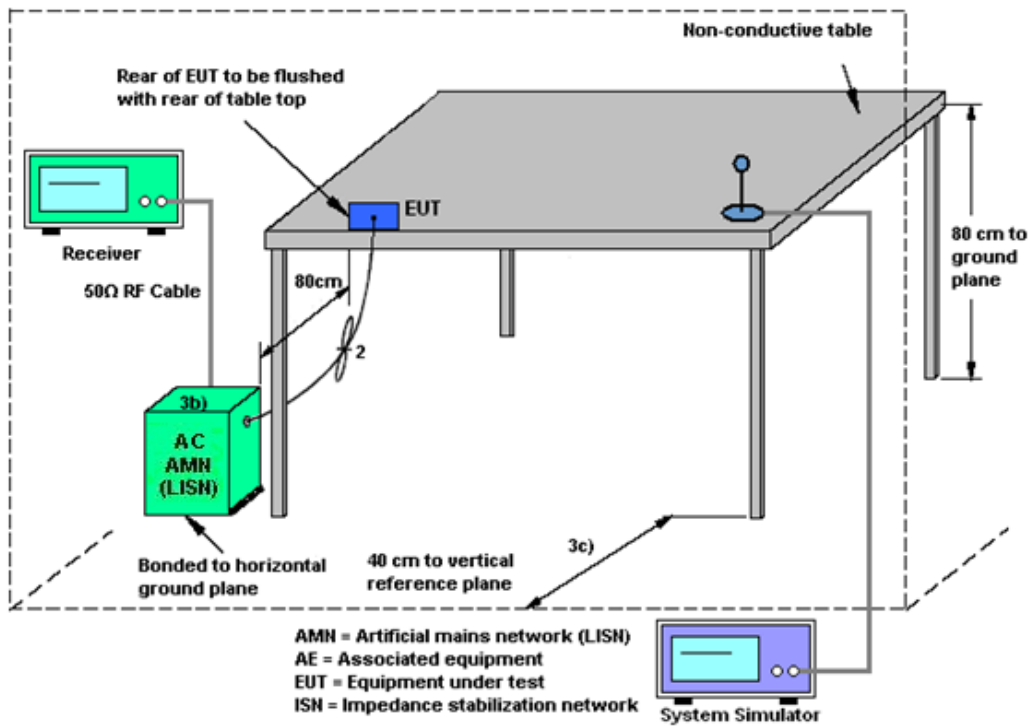 Non-conductive table
Rear of EUT to be flushed
with rear of table top
EUT
Receiver
80 cm to
ground
plane
80cm
50Ω RF Cable
2
3b)
AC
AMN
(LISN)
Bonded to horizontal
ground plane
40 cm to vertical
reference plane
3c)
AMN = Artificial mains network (LISN)
AE = Associated equipment
EUT = Equipment under test
ISN = Impedance stabilization network
System Simulator